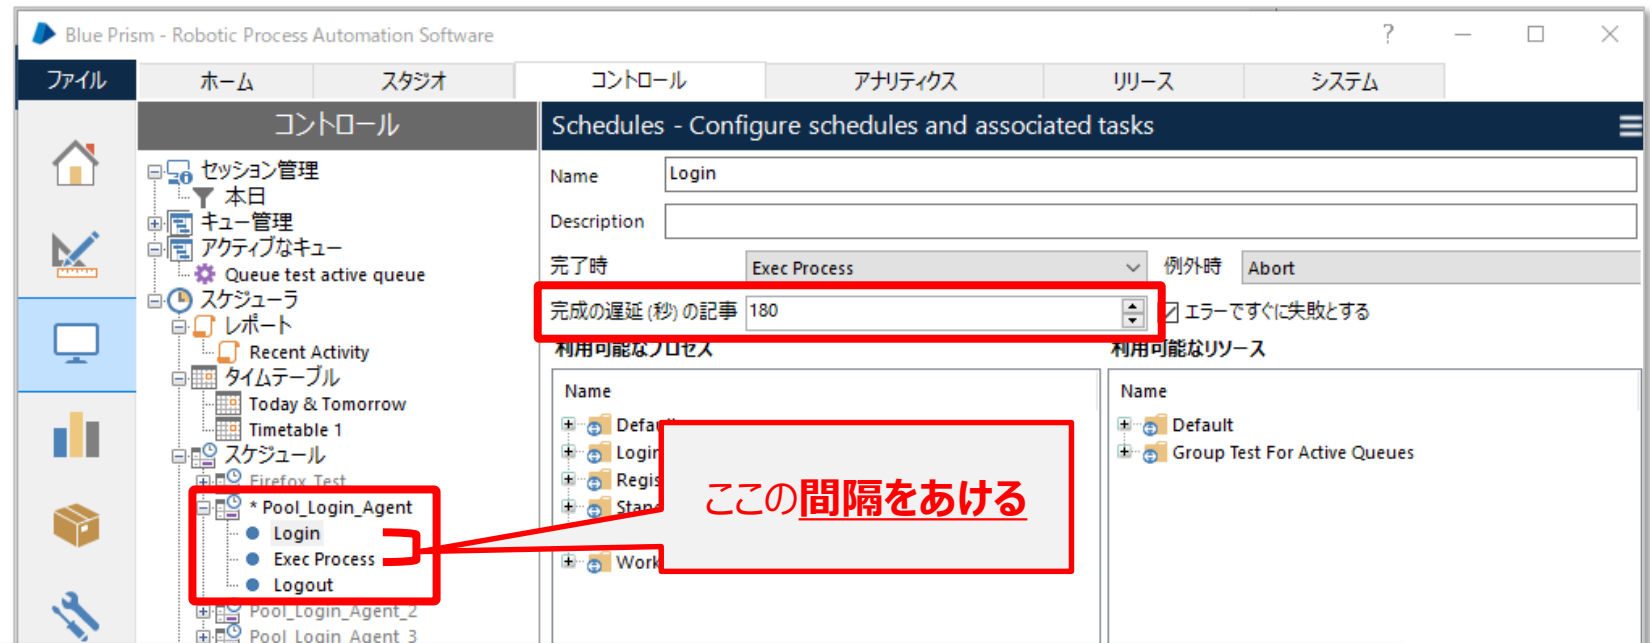 Blue Prism - Robotic Process Automation Software
?
ファイル
ホーム
スタジオ
コントロール
アナリティクス
リリース
システム
コントロール
セッション管理
本日
キュー管理
アクティブなキュー
Queue test active queue
スケジューラ
レポート
Recent Activity
タイムテーブル
Today & Tomorrow
Timetable 1
スケジュール
Firefox Test
* Pool_Login_Agent
Login
Exec Process
Logout
Pool_Login_Agent_2
Pool_Login_Agent_3
Schedules - Configure schedules and associated tasks
Name
Login
Description
完了時
Exec Process
例外時
Abort
完成の遅延 (秒) の記事
180
エラーですぐに失敗とする
利用可能なプロセス
利用可能なリソース
Name
Login
Work
Name
Default
Group Test For Active Queues
ここの間隔をあける